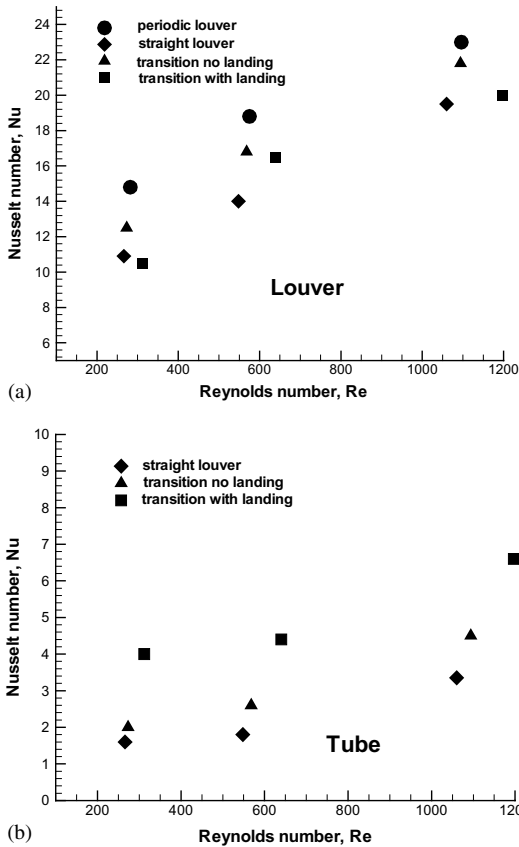 24
22
20
18
16
14
12
10
8
6
Nusselt number, Nu
periodic louver
straight louver
transition no landing
transition with landing
Louver
200 400 600 800 1000 1200
Reynolds number, Re
(a)
10
9
8
7
6
5
4
3
2
1
0
Nusselt number, Nu
straight louver
transition no landing
transition with landing
Tube
200 400 600 800 1000 1200
Reynolds number, Re
(b)